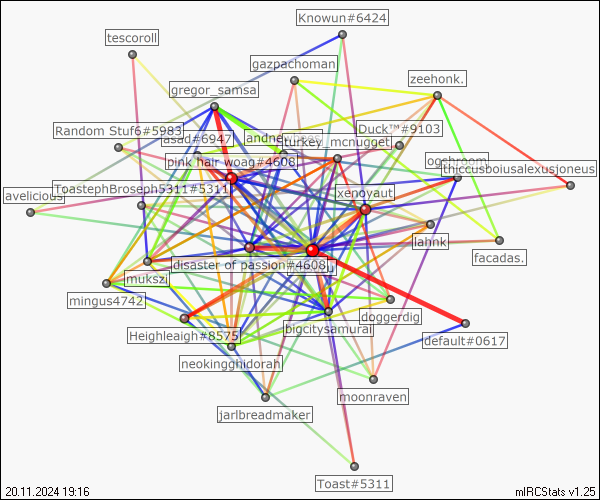 Knowun#6424
tescoroll
gazpachoman
zeehonk.
gregor_samsa
Duck™#9103
Random Stuf6#5983
asad#6947
turkey_mcnugget
pink hair woag#4608
thiccusboiusalexusjoneus
ToastephBroseph5311#5311
xenoyaut
avelicious
lahnk
facadas.
disaster of passion#4608
mukszi
mingus4742
doggerdig
bigcitysamurai
Heighleaigh#8575
default#0617
neokingghidorah
moonraven
jarlbreadmaker
Toast#5311
20.11.2024 19:16
mIRCStats v1.25